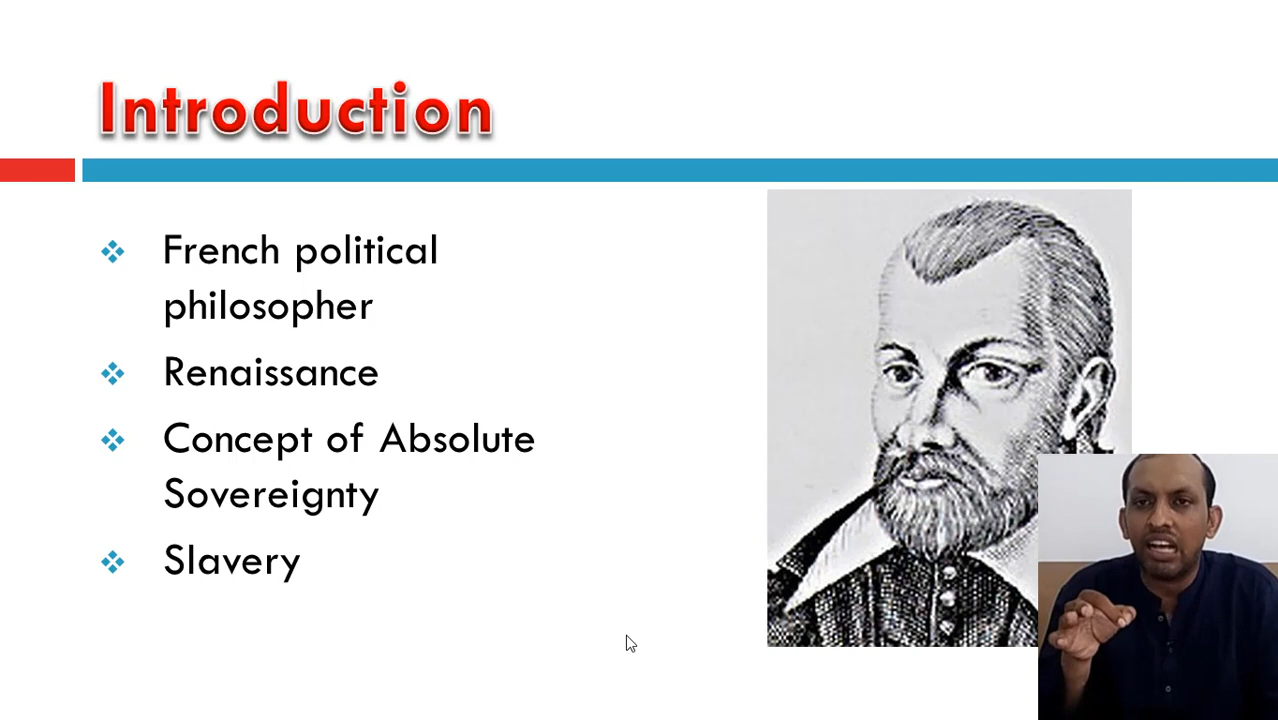 Introduction
French political
philosopher
Renaissance
Concept of Absolute
Sovereignty
Slavery